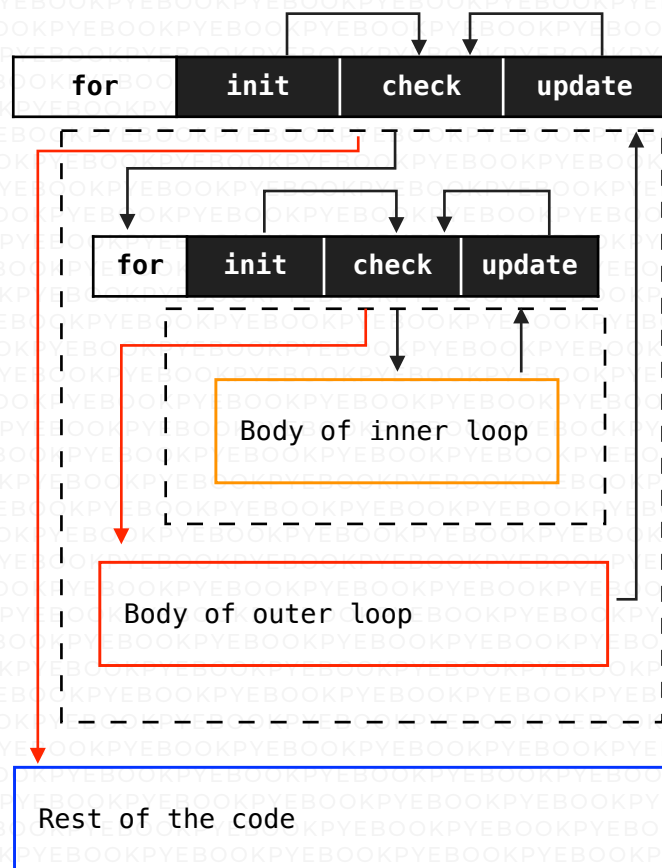 for init check update
for init check update
Body of inner loop
Body of outer loop
Rest of the code